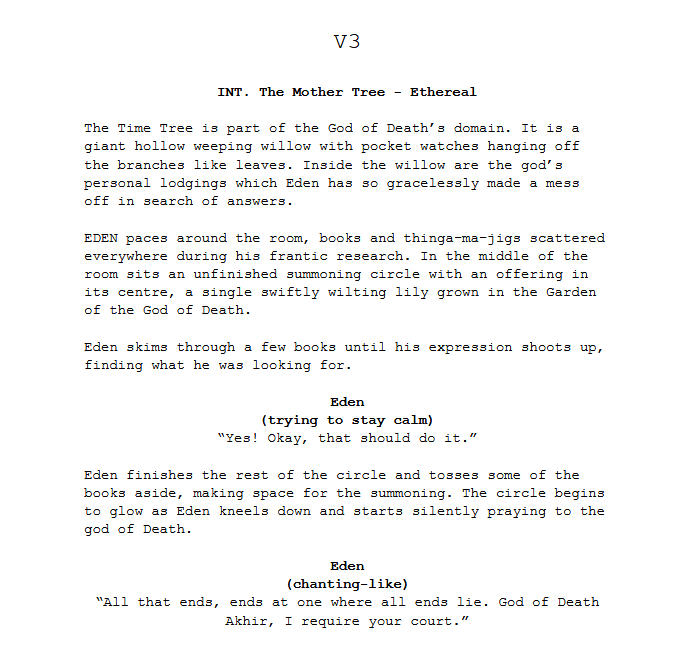 V3
INT. The Mother Tree - Ethereal
The Time Tree is part of the God of Death’s domain. It is a
giant hollow weeping willow with pocket watches hanging off
the branches like leaves. Inside the willow are the god’s
personal lodgings which Eden has so gracelessly made a mess
off in search of answers.
EDEN paces around the room, books and thinga-ma-jigs scattered
everywhere during his frantic research. In the middle of the
room sits an unfinished summoning circle with an offering in
its centre, a single swiftly wilting lily grown in the Garden
of the God of Death.
Eden skims through a few books until his expression shoots up,
finding what he was looking for.
Eden
(trying to stay calm)
“Yes! Okay, that should do it.”
Eden finishes the rest of the circle and tosses some of the
books aside, making space for the summoning. The circle begins
to glow as Eden kneels down and starts silently praying to the
god of Death.
Eden
(chanting-like)
“All that ends, ends at one where all ends lie. God of Death
Akhir, I require your court.”